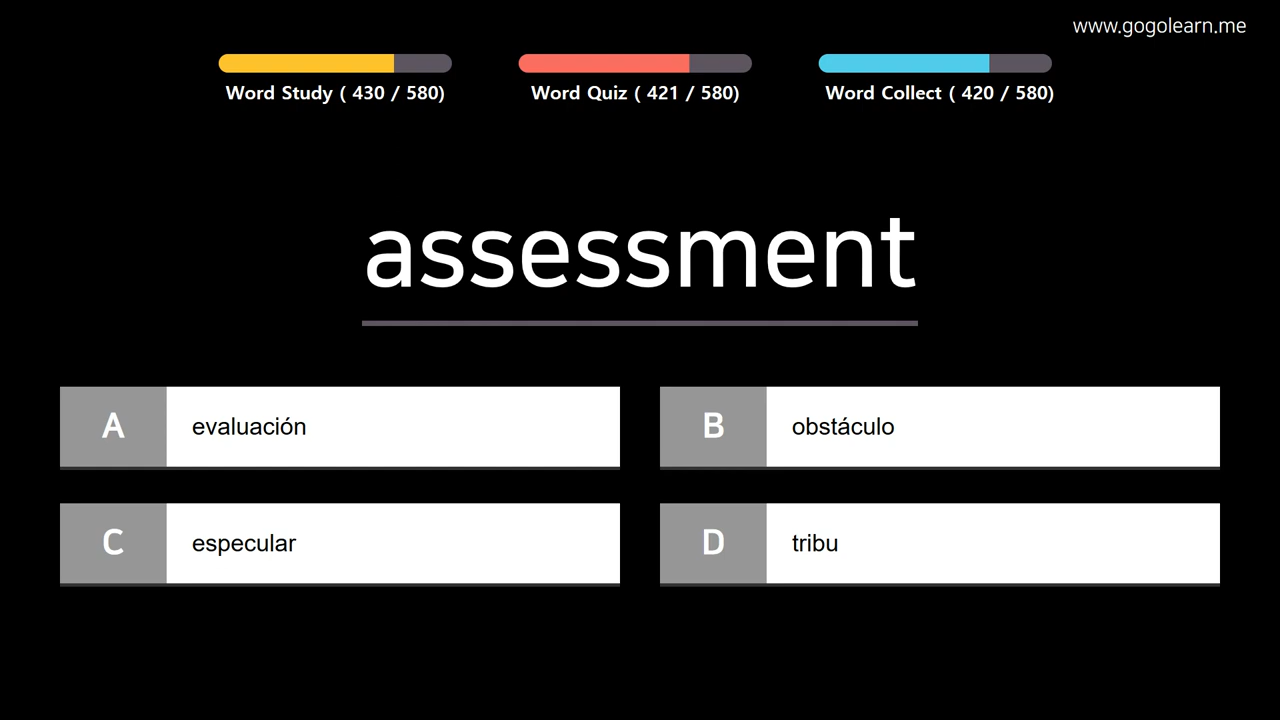 www.gogolearn.me
Word Study ( 430 / 580)
Word Quiz ( 421 / 580)
Word Collect ( 420 / 580)
assessment
A evaluación
B obstáculo
C especular
D tribu